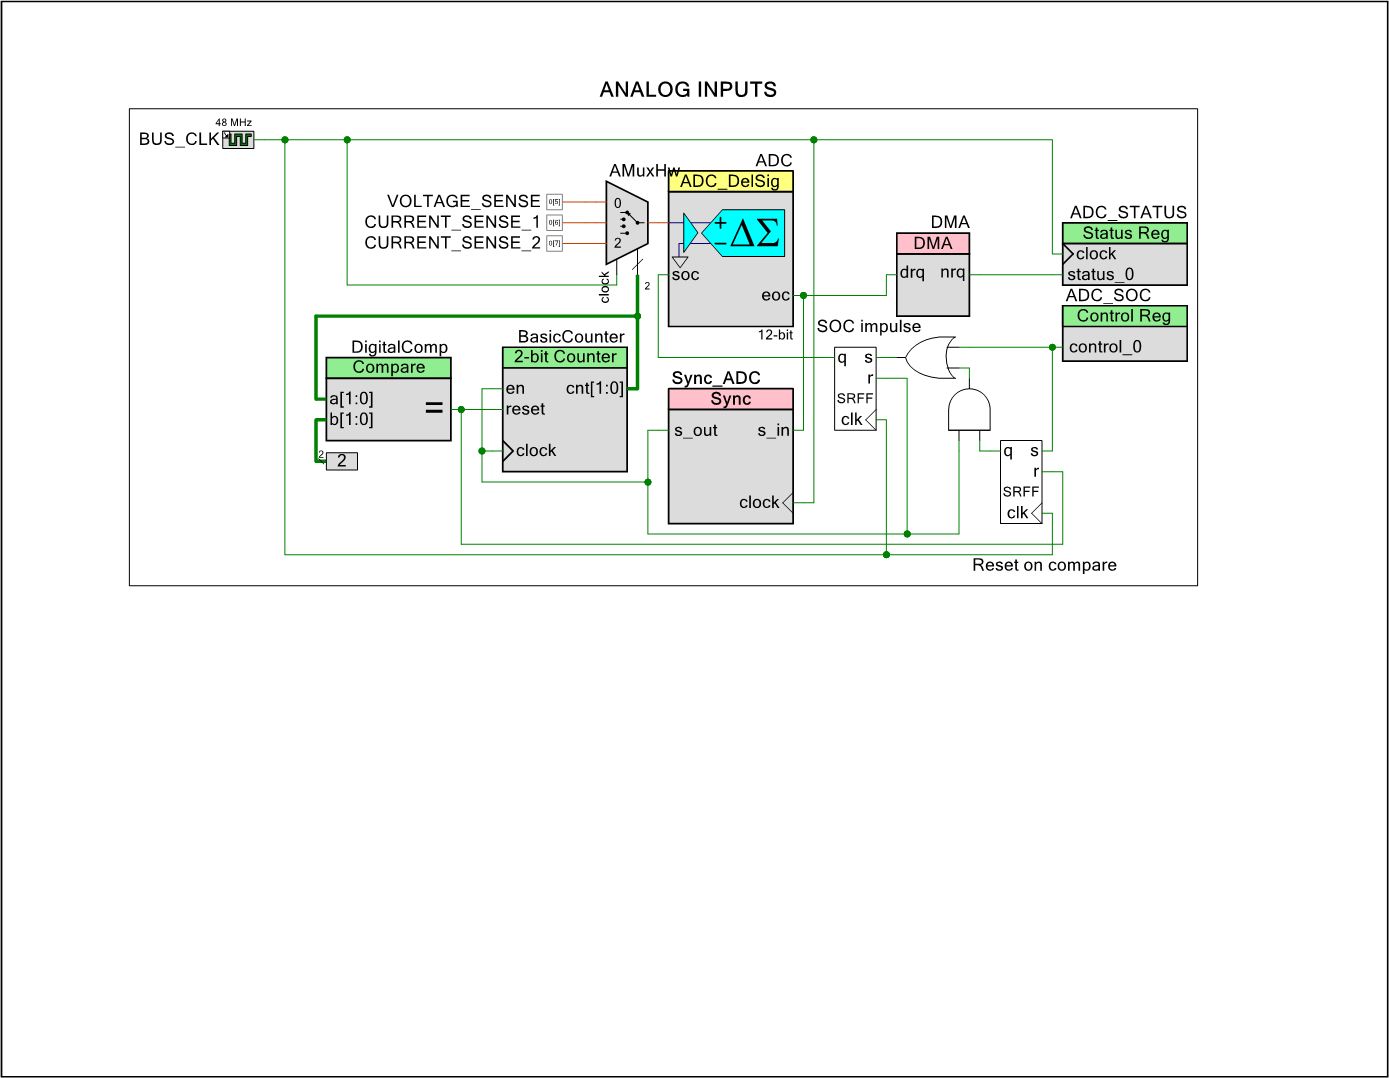 ANALOG INPUTS
48 MHz
BUS_CLK
AMuxHw
ADC
ADC_DelSig
VOLTAGE_SENSE
0[5]
0
CURRENT_SENSE_1
0[6]
CURRENT_SENSE_2
0[7]
2
clock
2
+
−
ΔΣ
soc
eoc
12-bit
DMA
DMA
drq
nrq
ADC_STATUS
Status Reg
clock
status_0
ADC_SOC
Control Reg
control_0
SOC impulse
q
s
r
SRFF
clk
DigitalComp
Compare
a[1:0]
b[1:0]
=
2
2
BasicCounter
2-bit Counter
en
cnt[1:0]
reset
clock
Sync_ADC
Sync
s_out
s_in
clock
q
s
r
SRFF
clk
Reset on compare